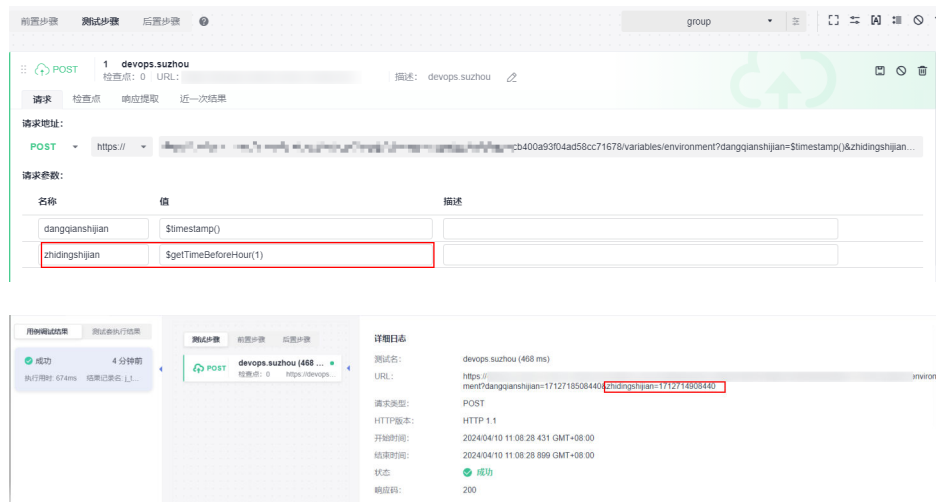 前置步骤 测试步骤 后置步骤 group
POST 1 devops.suzhou
检查点: 0 URL: 描述: devops.suzhou
请求 检查点 响应提取 近一次结果
请求地址:
POST https:// cb400a93f04ad58cc71678/variables/environment?dangqianshijian=$timestamp()&zhidingshijian...
请求参数:
名称 值 描述
dangqianshijian $timestamp()
zhidingshijian $getTimeBeforeHour(1)
用例调试结果 测试套执行结果 测试步骤 前置步骤 后置步骤 详细日志
成功 4 分钟前 POST devops.suzhou (468 ... 测试名: devops.suzhou (468 ms)
执行用时: 674ms 结果记录名: j_t... 检查点: 0 https://devops... URL: https:// environ
ment?dangqianshijian=1712718508440&zhidingshijian=1712714908440
请求类型: POST
HTTP版本: HTTP 1.1
开始时间: 2024/04/10 11:08:28 431 GMT+08:00
结束时间: 2024/04/10 11:08:28 899 GMT+08:00
状态 成功
响应码: 200